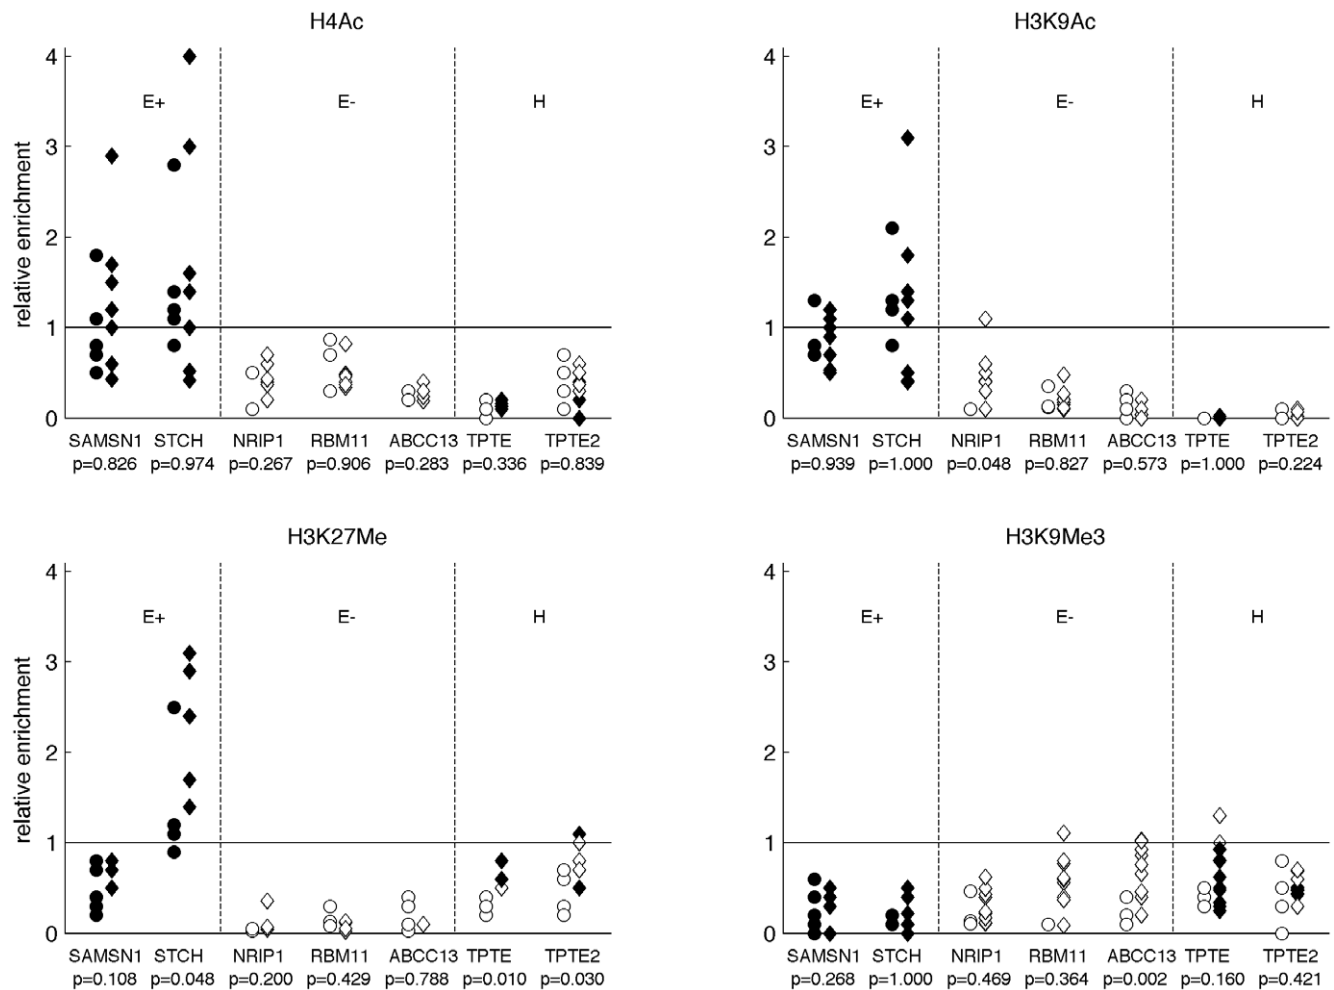 H4Ac
4
E+ E- H
3
relative enrichment
2
1
0
SAMSN1 STCH NRIP1 RBM11 ABCC13 TPTE TPTE2
p=0.826 p=0.974 p=0.267 p=0.906 p=0.283 p=0.336 p=0.839
H3K9Ac
4
E+ E- H
3
2
1
0
SAMSN1 STCH NRIP1 RBM11 ABCC13 TPTE TPTE2
p=0.939 p=1.000 p=0.048 p=0.827 p=0.573 p=1.000 p=0.224
H3K27Me
4
E+ E- H
3
relative enrichment
2
1
0
SAMSN1 STCH NRIP1 RBM11 ABCC13 TPTE TPTE2
p=0.108 p=0.048 p=0.200 p=0.429 p=0.788 p=0.010 p=0.030
H3K9Me3
4
E+ E- H
3
2
1
0
SAMSN1 STCH NRIP1 RBM11 ABCC13 TPTE TPTE2
p=0.268 p=1.000 p=0.469 p=0.364 p=0.002 p=0.160 p=0.421